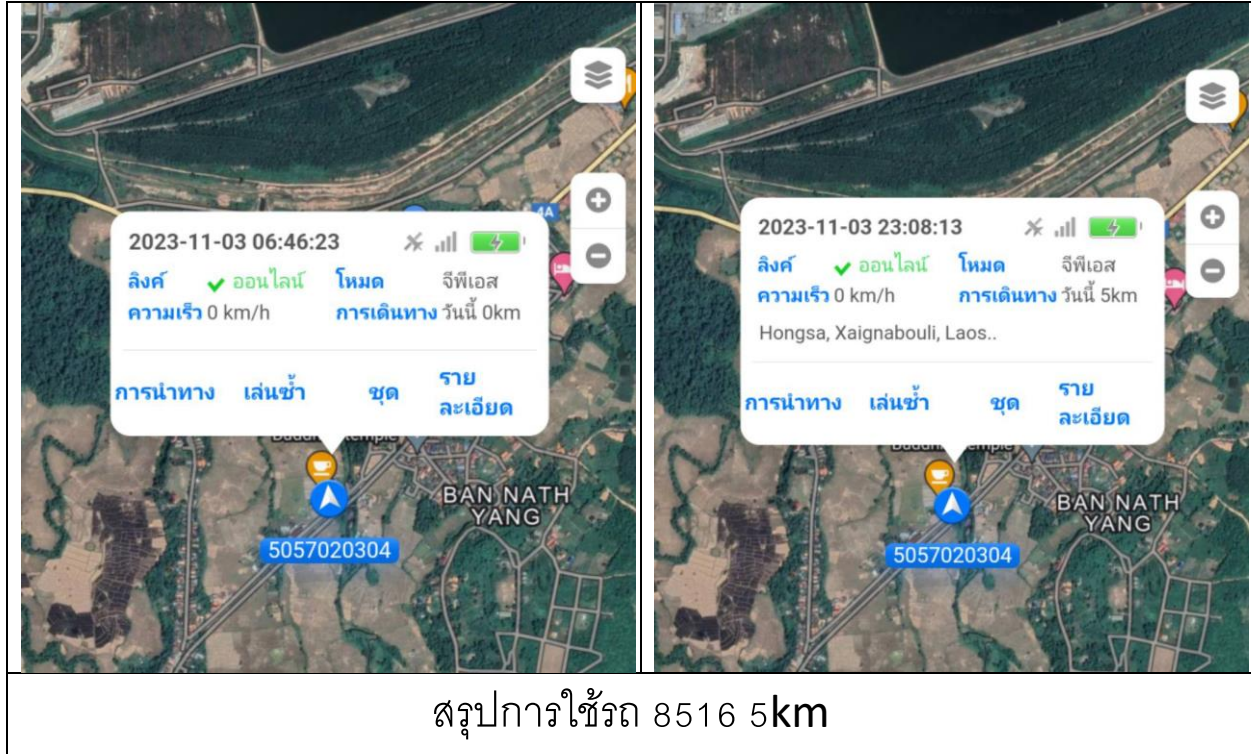 4A
2023-11-03 06:46:23
ลิงค์ ออนไลน์ โหมด จีพีเอส
ความเร็ว 0 km/h การเดินทาง วันนี้ 0km
การนำทาง เล่นซ้ำ ชุด ราย
ละเอียด
BAN NATH
YANG
5057020304
2023-11-03 23:08:13
ลิงค์ ออนไลน์ โหมด จีพีเอส
ความเร็ว 0 km/h การเดินทาง วันนี้ 5km
Hongsa, Xaignabouli, Laos..
การนำทาง เล่นซ้ำ ชุด ราย
ละเอียด
BAN NATH
YANG
5057020304
สรุปการใช้รถ 8516 5km